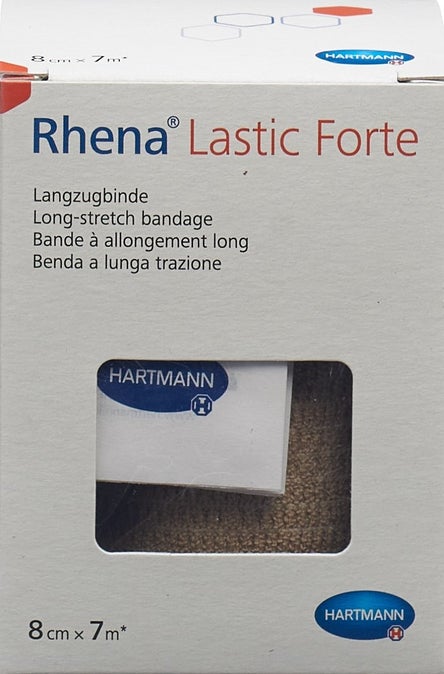 8 cm × 7 m*
HARTMANN
Rhena® Lastic Forte
Langzugbinde
Long-stretch bandage
Bande à allongement long
Benda a lunga trazione
HARTMANN
8 cm × 7 m*
HARTMANN